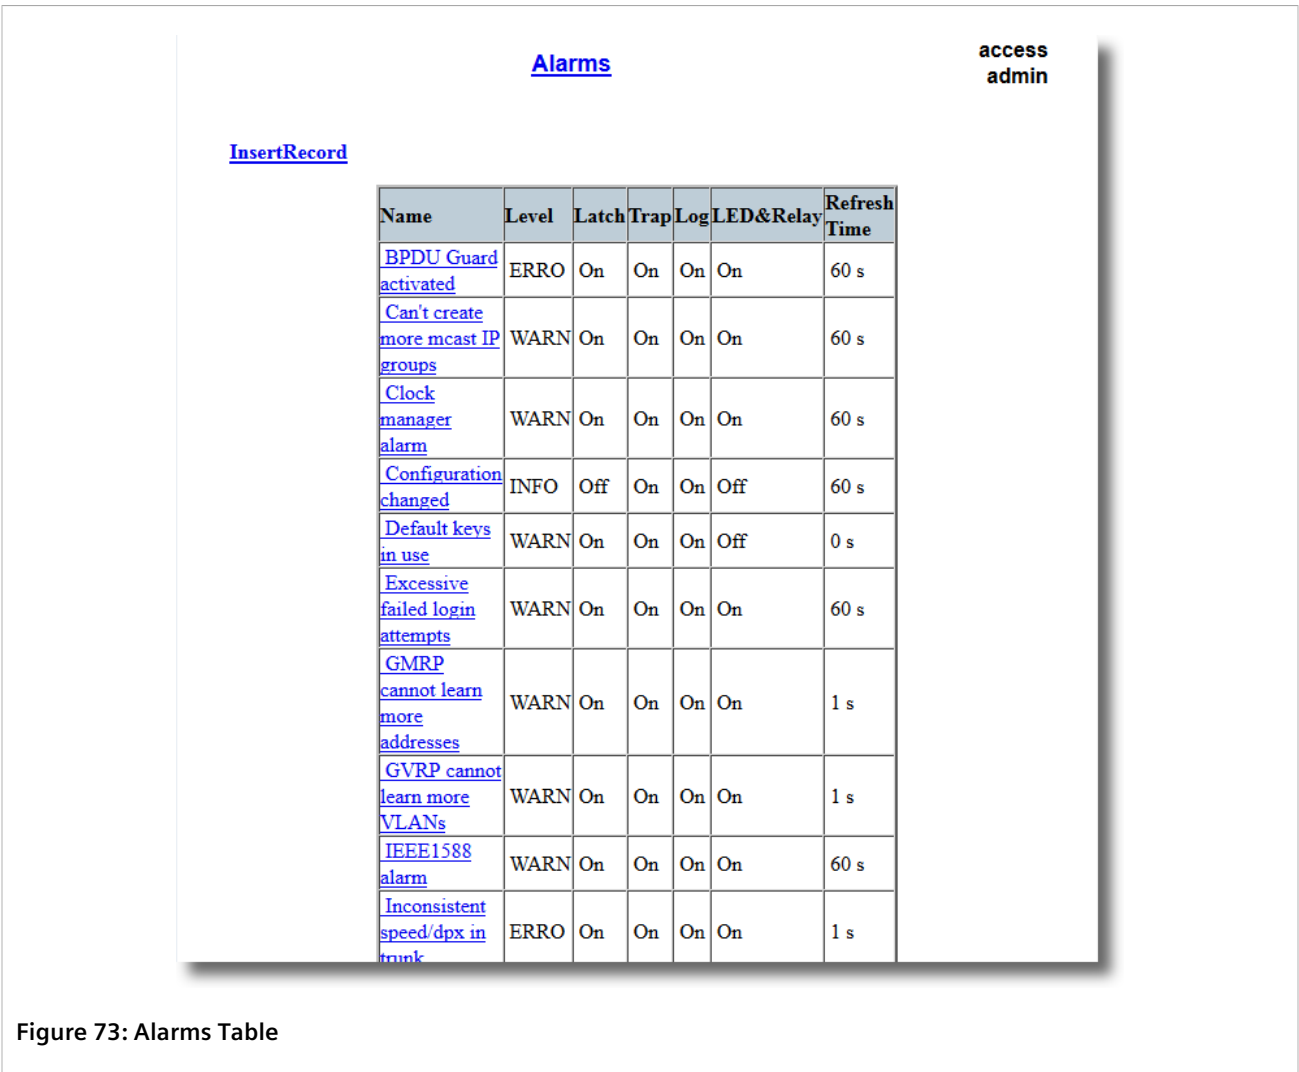 Alarms
access
admin
InsertRecord
Name Level Latch Trap Log LED&Relay Refresh Time
BPDU Guard activated ERRO On On On On 60 s
Can't create more mcast IP groups WARN On On On On 60 s
Clock manager alarm WARN On On On On 60 s
Configuration changed INFO Off On On Off 60 s
Default keys in use WARN On On On Off 0 s
Excessive failed login attempts WARN On On On On 60 s
GMRP cannot learn more addresses WARN On On On On 1 s
GVRP cannot learn more VLANs WARN On On On On 1 s
IEEE1588 alarm WARN On On On On 60 s
Inconsistent speed/dpx in trunk ERRO On On On On 1 s
Figure 73: Alarms Table